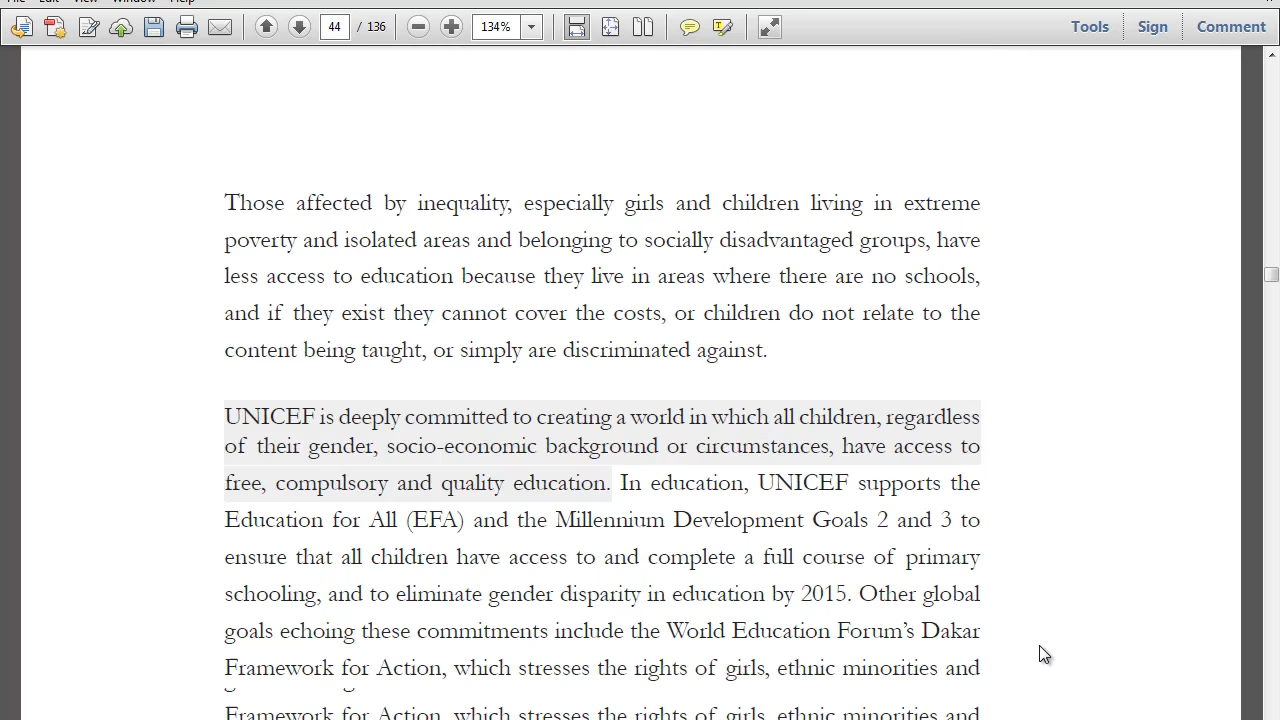 File Edit View Window Help
44 / 136 134% Tools Sign Comment
Those affected by inequality, especially girls and children living in extreme
poverty and isolated areas and belonging to socially disadvantaged groups, have
less access to education because they live in areas where there are no schools,
and if they exist they cannot cover the costs, or children do not relate to the
content being taught, or simply are discriminated against.
UNICEF is deeply committed to creating a world in which all children, regardless
of their gender, socio-economic background or circumstances, have access to
free, compulsory and quality education. In education, UNICEF supports the
Education for All (EFA) and the Millennium Development Goals 2 and 3 to
ensure that all children have access to and complete a full course of primary
schooling, and to eliminate gender disparity in education by 2015. Other global
goals echoing these commitments include the World Education Forum's Dakar
Framework for Action, which stresses the rights of girls, ethnic minorities and
Framework for Action, which stresses the rights of girls, ethnic minorities and